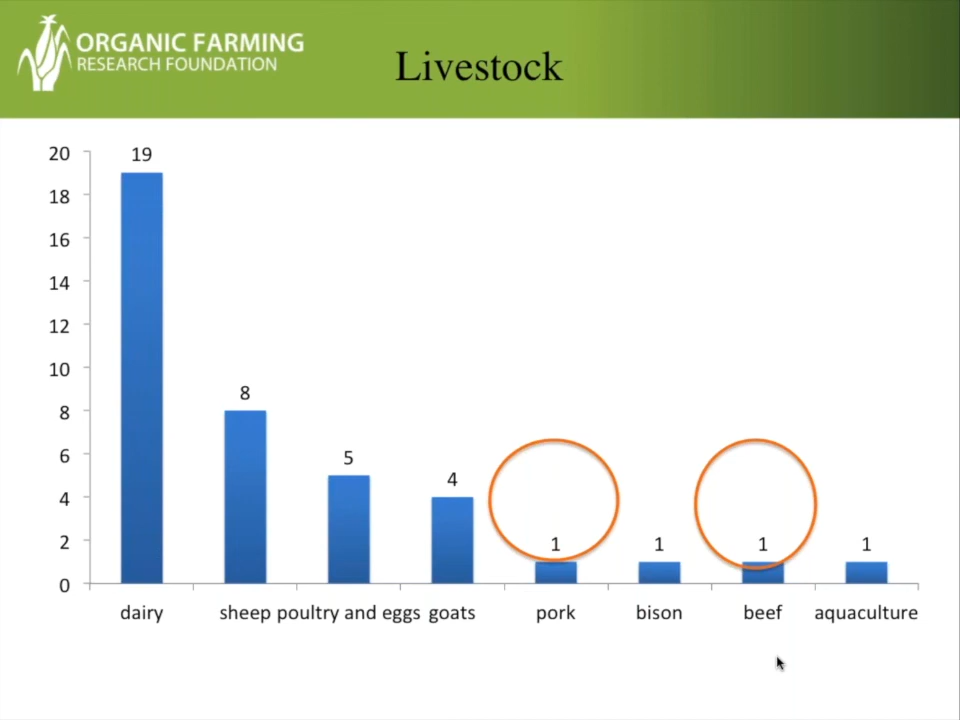 ORGANIC FARMING
RESEARCH FOUNDATION
Livestock
20
18
16
14
12
10
8
6
4
2
0
19
8
5
4
1
1
1
1
dairy
sheep
poultry and eggs
goats
pork
bison
beef
aquaculture